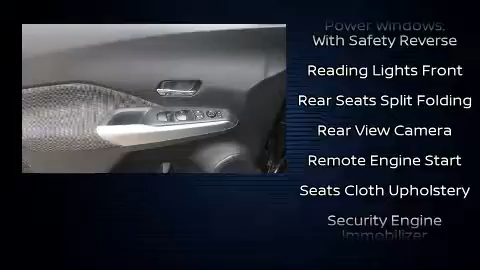 Power Windows,
With Safety Reverse
Reading Lights Front
Rear Seats Split Folding
Rear View Camera
Remote Engine Start
Seats Cloth Upholstery
Security Engine
Immobilizer